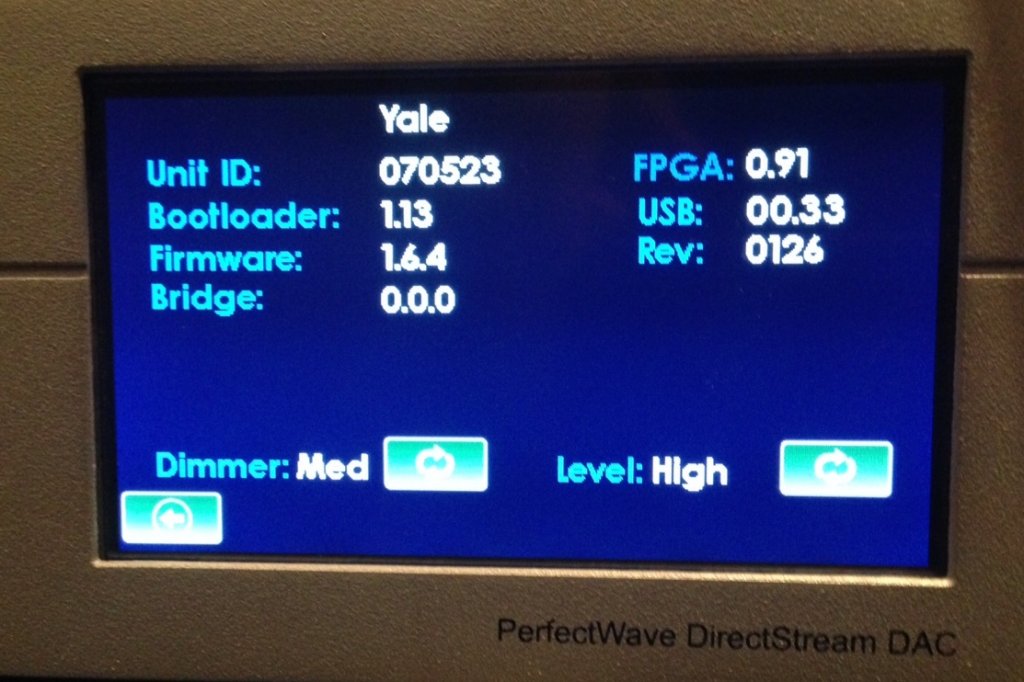 Yale
Unit ID: 070523 FPGA: 0.91
Bootloader: 1.13 USB: 00.33
Firmware: 1.6.4 Rev: 0126
Bridge: 0.0.0
Dimmer: Med Level: High
PerfectWave DirectStream DAC